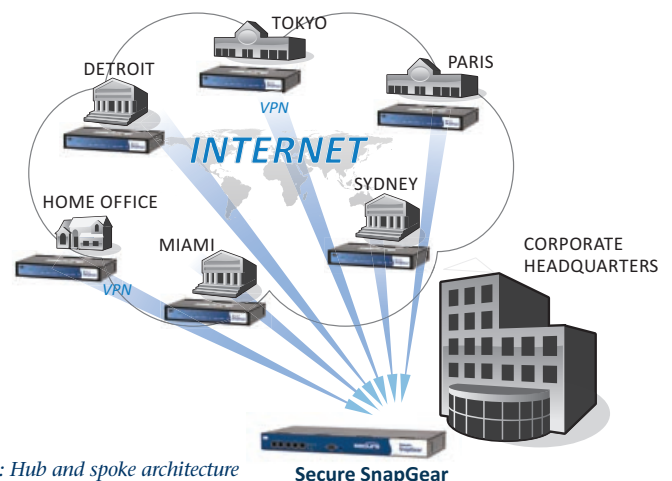 TOKYO
DETROIT
PARIS
VPN
INTERNET
SYDNEY
HOME OFFICE
MIAMI
CORPORATE
HEADQUARTERS
VPN
: Hub and spoke architecture
Secure SnapGear